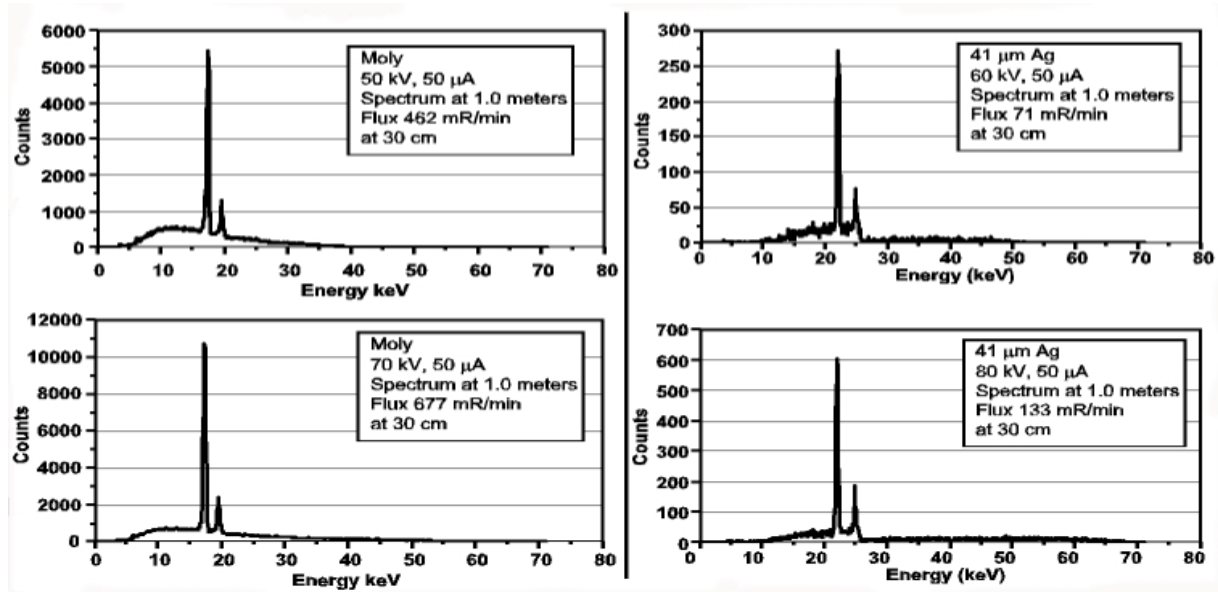 6000
5000
4000
3000
2000
1000
0
Counts
Moly
50 kV, 50 μA
Spectrum at 1.0 meters
Flux 462 mR/min
at 30 cm
0 10 20 30 40 50 60 70 80
Energy keV
12000
10000
8000
6000
4000
2000
0
Counts
Moly
70 kV, 50 μA
Spectrum at 1.0 meters
Flux 677 mR/min
at 30 cm
0 10 20 30 40 50 60 70 80
Energy keV
300
250
200
150
100
50
0
Counts
41 μm Ag
60 kV, 50 μA
Spectrum at 1.0 meters
Flux 71 mR/min
at 30 cm
0 10 20 30 40 50 60 70 80
Energy (keV)
700
600
500
400
300
200
100
0
Counts
41 μm Ag
80 kV, 50 μA
Spectrum at 1.0 meters
Flux 133 mR/min
at 30 cm
0 10 20 30 40 50 60 70 80
Energy (keV)